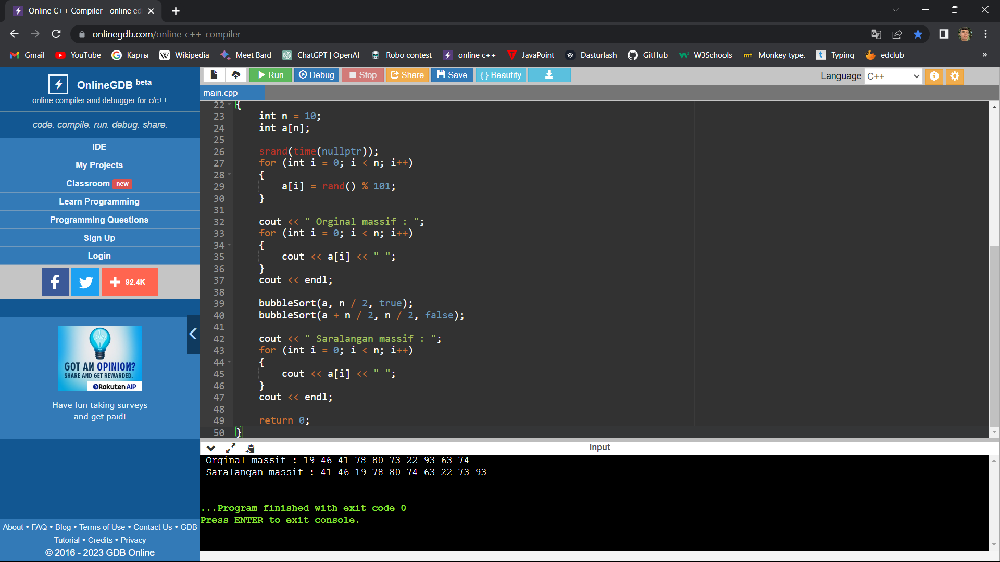 Online C++ Compiler - online ed
onlinegdb.com/online_c++_compiler
Gmail YouTube Карты Wikipedia Meet Bard ChatGPT | OpenAI Robo contest online c++ JavaPoint Dasturlash GitHub W3Schools Monkey type. Typing edclub »
OnlineGDB beta
online compiler and debugger for c/c++
code. compile. run. debug. share.
IDE
My Projects
Classroom new
Learn Programming
Programming Questions
Sign Up
Login
f + 92.4K
idea
GOT AN OPINION?
SHARE AND GET REWARDED.
Rakuten AIP
Have fun taking surveys
and get paid!
About • FAQ • Blog • Terms of Use • Contact Us • GDB
Tutorial • Credits • Privacy
© 2016 - 2023 GDB Online
Run Debug Stop Share Save { } Beautify Language C++
main.cpp
22 {
23 int n = 10;
24 int a[n];
25
26 srand(time(nullptr));
27 for (int i = 0; i < n; i++)
28 {
29 a[i] = rand() % 101;
30 }
31
32 cout << " Orginal massif : ";
33 for (int i = 0; i < n; i++)
34 {
35 cout << a[i] << " ";
36 }
37 cout << endl;
38
39 bubbleSort(a, n / 2, true);
40 bubbleSort(a + n / 2, n / 2, false);
41
42 cout << " Saralangan massif : ";
43 for (int i = 0; i < n; i++)
44 {
45 cout << a[i] << " ";
46 }
47 cout << endl;
48
49 return 0;
50 }
input
Orginal massif : 19 46 41 78 80 73 22 93 63 74
Saralangan massif : 41 46 19 78 80 74 63 22 73 93
...Program finished with exit code 0
Press ENTER to exit console.